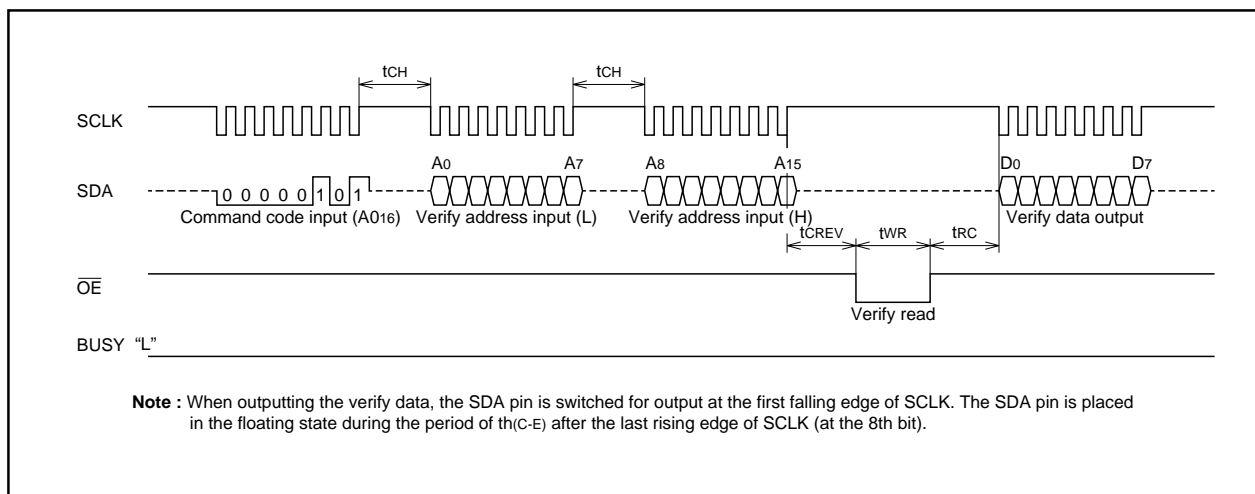 tCH tCH
SCLK
A0 A7 A8 A15 D0 D7
SDA 0 0 0 0 0 1 0 1
Command code input (A016) Verify address input (L) Verify address input (H) Verify data output
tCREV tWR tRC
OE
Verify read
BUSY “L”
Note : When outputting the verify data, the SDA pin is switched for output at the first falling edge of SCLK. The SDA pin is placed
in the floating state during the period of th(C-E) after the last rising edge of SCLK (at the 8th bit).